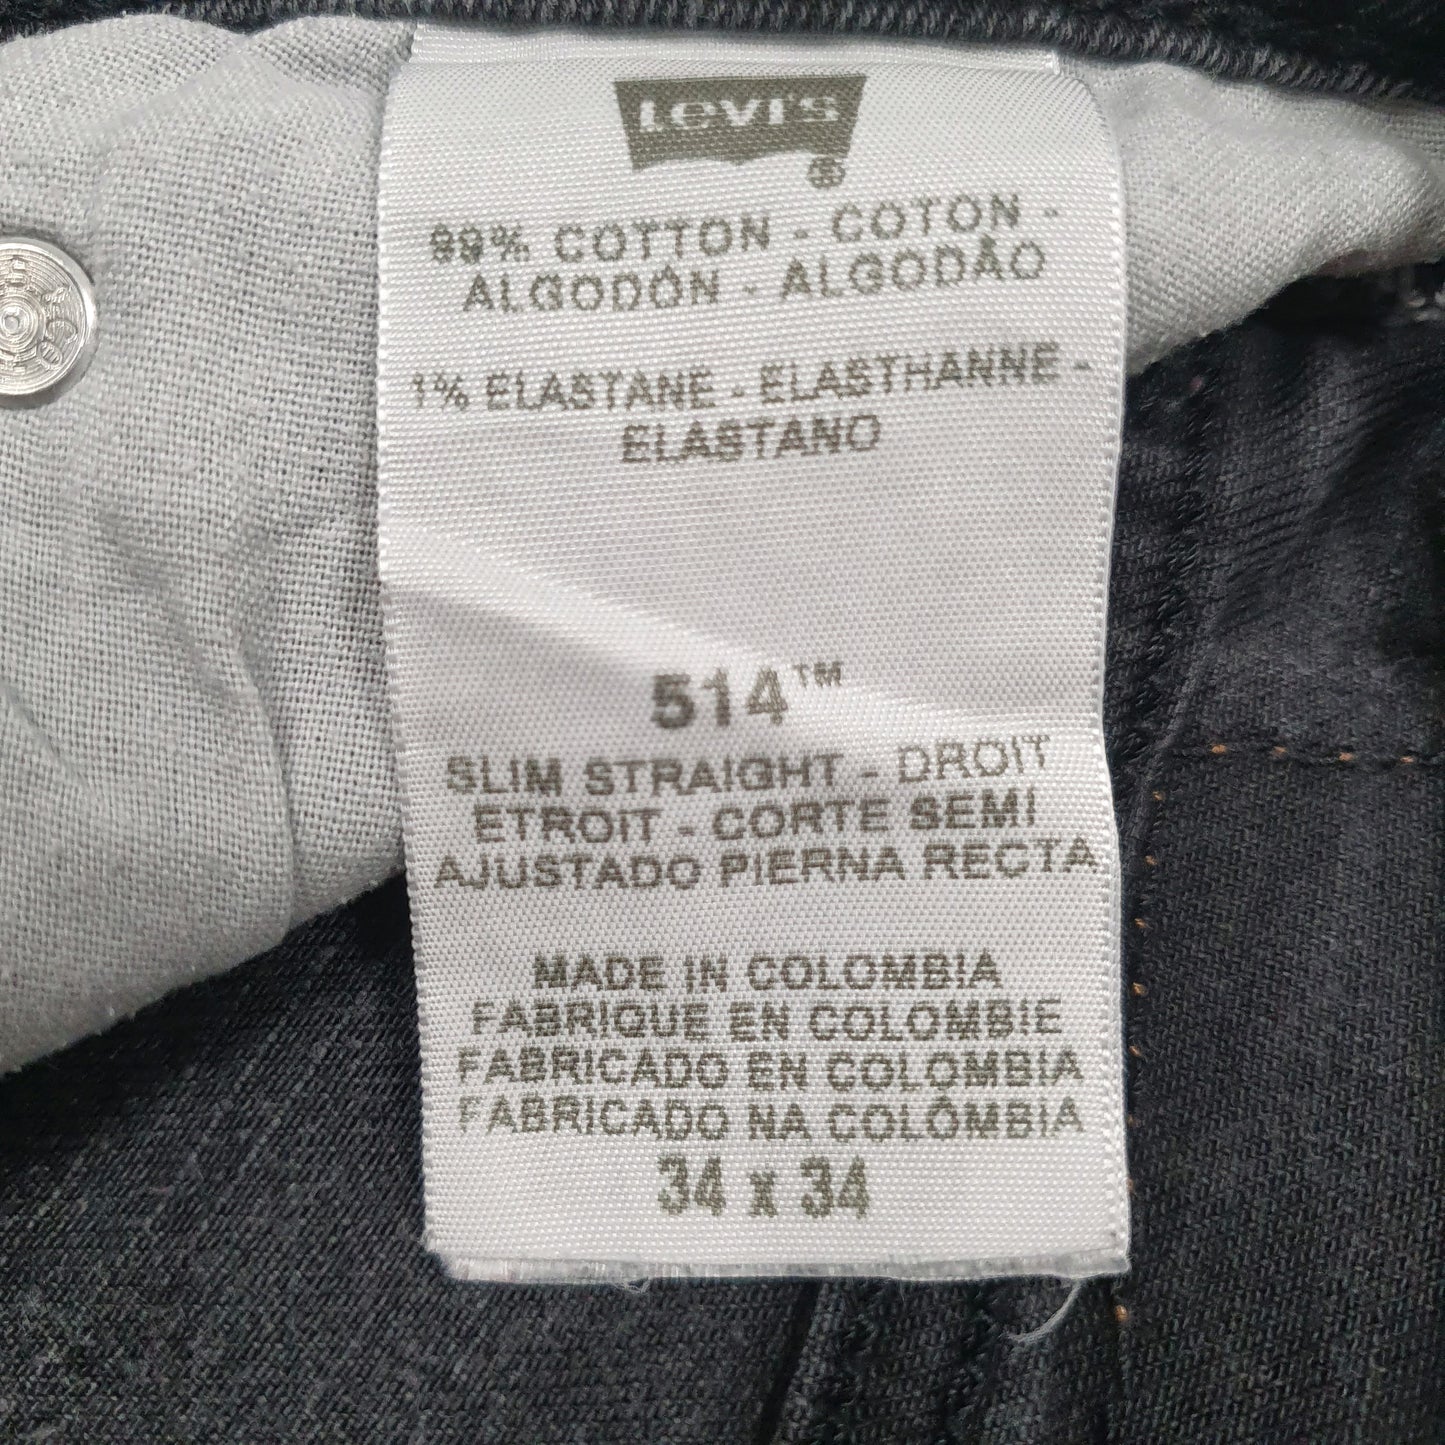 Levi's
®
99% COTTON - COTON -
ALGODÓN - ALGODÃO
1% ELASTANE - ELASTHANNE -
ELASTANO
514™
SLIM STRAIGHT - DROIT
ETROIT - CORTE SEMI
AJUSTADO PIERNA RECTA
MADE IN COLOMBIA
FABRIQUE EN COLOMBIE
FABRICADO EN COLOMBIA
FABRICADO NA COLÔMBIA
34 x 34